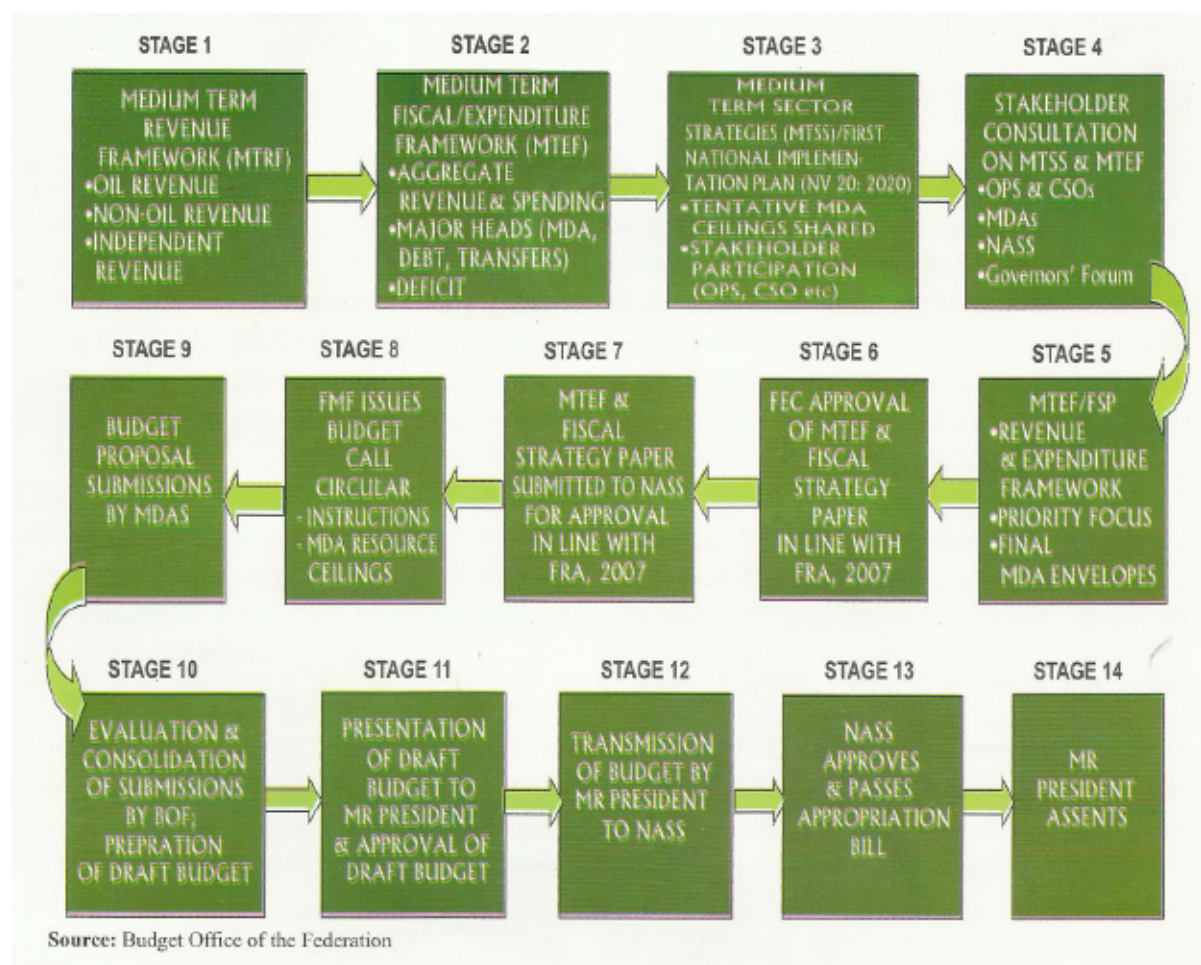 STAGE 1
MEDIUM TERM
REVENUE
FRAMEWORK (MTRF)
•OIL REVENUE
•NON-OIL REVENUE
•INDEPENDENT
REVENUE
STAGE 2
MEDIUM TERM
FISCAL/EXPENDITURE
FRAMEWORK (MTEF)
•AGGREGATE
REVENUE & SPENDING
•MAJOR HEADS (MDA,
DEBT, TRANSFERS)
•DEFICIT
STAGE 3
MEDIUM
TERM SECTOR
STRATEGIES (MTSS)/FIRST
NATIONAL IMPLEMEN-
TATION PLAN (NV 20: 2020)
•TENTATIVE MDA
CEILINGS SHARED
•STAKEHOLDER
PARTICIPATION
(OPS, CSO etc)
STAGE 4
STAKEHOLDER
CONSULTATION
ON MTSS & MTEF
•OPS & CSOs
•MDAs
•NASS
•Governors' Forum
STAGE 5
MTEF/FSP
•REVENUE
& EXPENDITURE
FRAMEWORK
•PRIORITY FOCUS
•FINAL
MDA ENVELOPES
STAGE 6
FEC APPROVAL
OF MTEF &
FISCAL
STRATEGY
PAPER
IN LINE WITH
FRA, 2007
STAGE 7
MTEF &
FISCAL
STRATEGY PAPER
SUBMITTED TO NASS
FOR APPROVAL
IN LINE WITH
FRA, 2007
STAGE 8
FMF ISSUES
BUDGET
CALL
CIRCULAR
- INSTRUCTIONS
- MDA RESOURCE
CEILINGS
STAGE 9
BUDGET
PROPOSAL
SUBMISSIONS
BY MDAS
STAGE 10
EVALUATION &
CONSOLIDATION
OF SUBMISSIONS
BY BOF;
PREPRATION
OF DRAFT BUDGET
STAGE 11
PRESENTATION
OF DRAFT
BUDGET TO
MR PRESIDENT
& APPROVAL OF
DRAFT BUDGET
STAGE 12
TRANSMISSION
OF BUDGET BY
MR PRESIDENT
TO NASS
STAGE 13
NASS
APPROVES
& PASSES
APPROPRIATION
BILL
STAGE 14
MR
PRESIDENT
ASSENTS
Source: Budget Office of the Federation